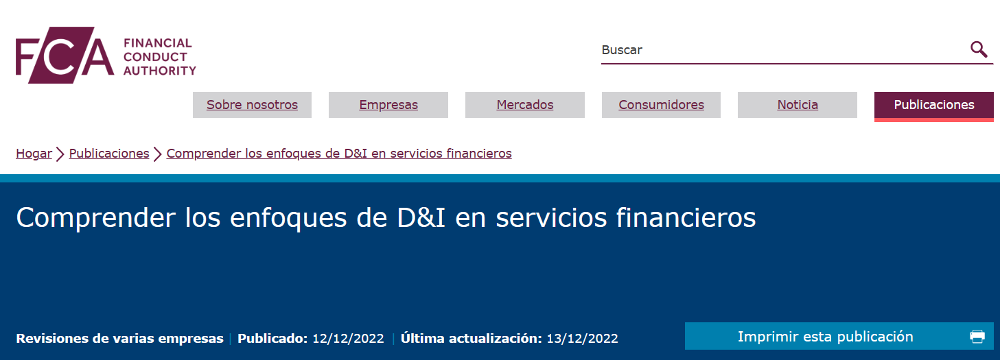 FCA
FINANCIAL
CONDUCT
AUTHORITY
Buscar
Sobre nosotros Empresas Mercados Consumidores Noticia Publicaciones
Hogar Publicaciones Comprender los enfoques de D&I en servicios financieros
Comprender los enfoques de D&I en servicios financieros
Revisiones de varias empresas | Publicado: 12/12/2022 | Última actualización: 13/12/2022
Imprimir esta publicación